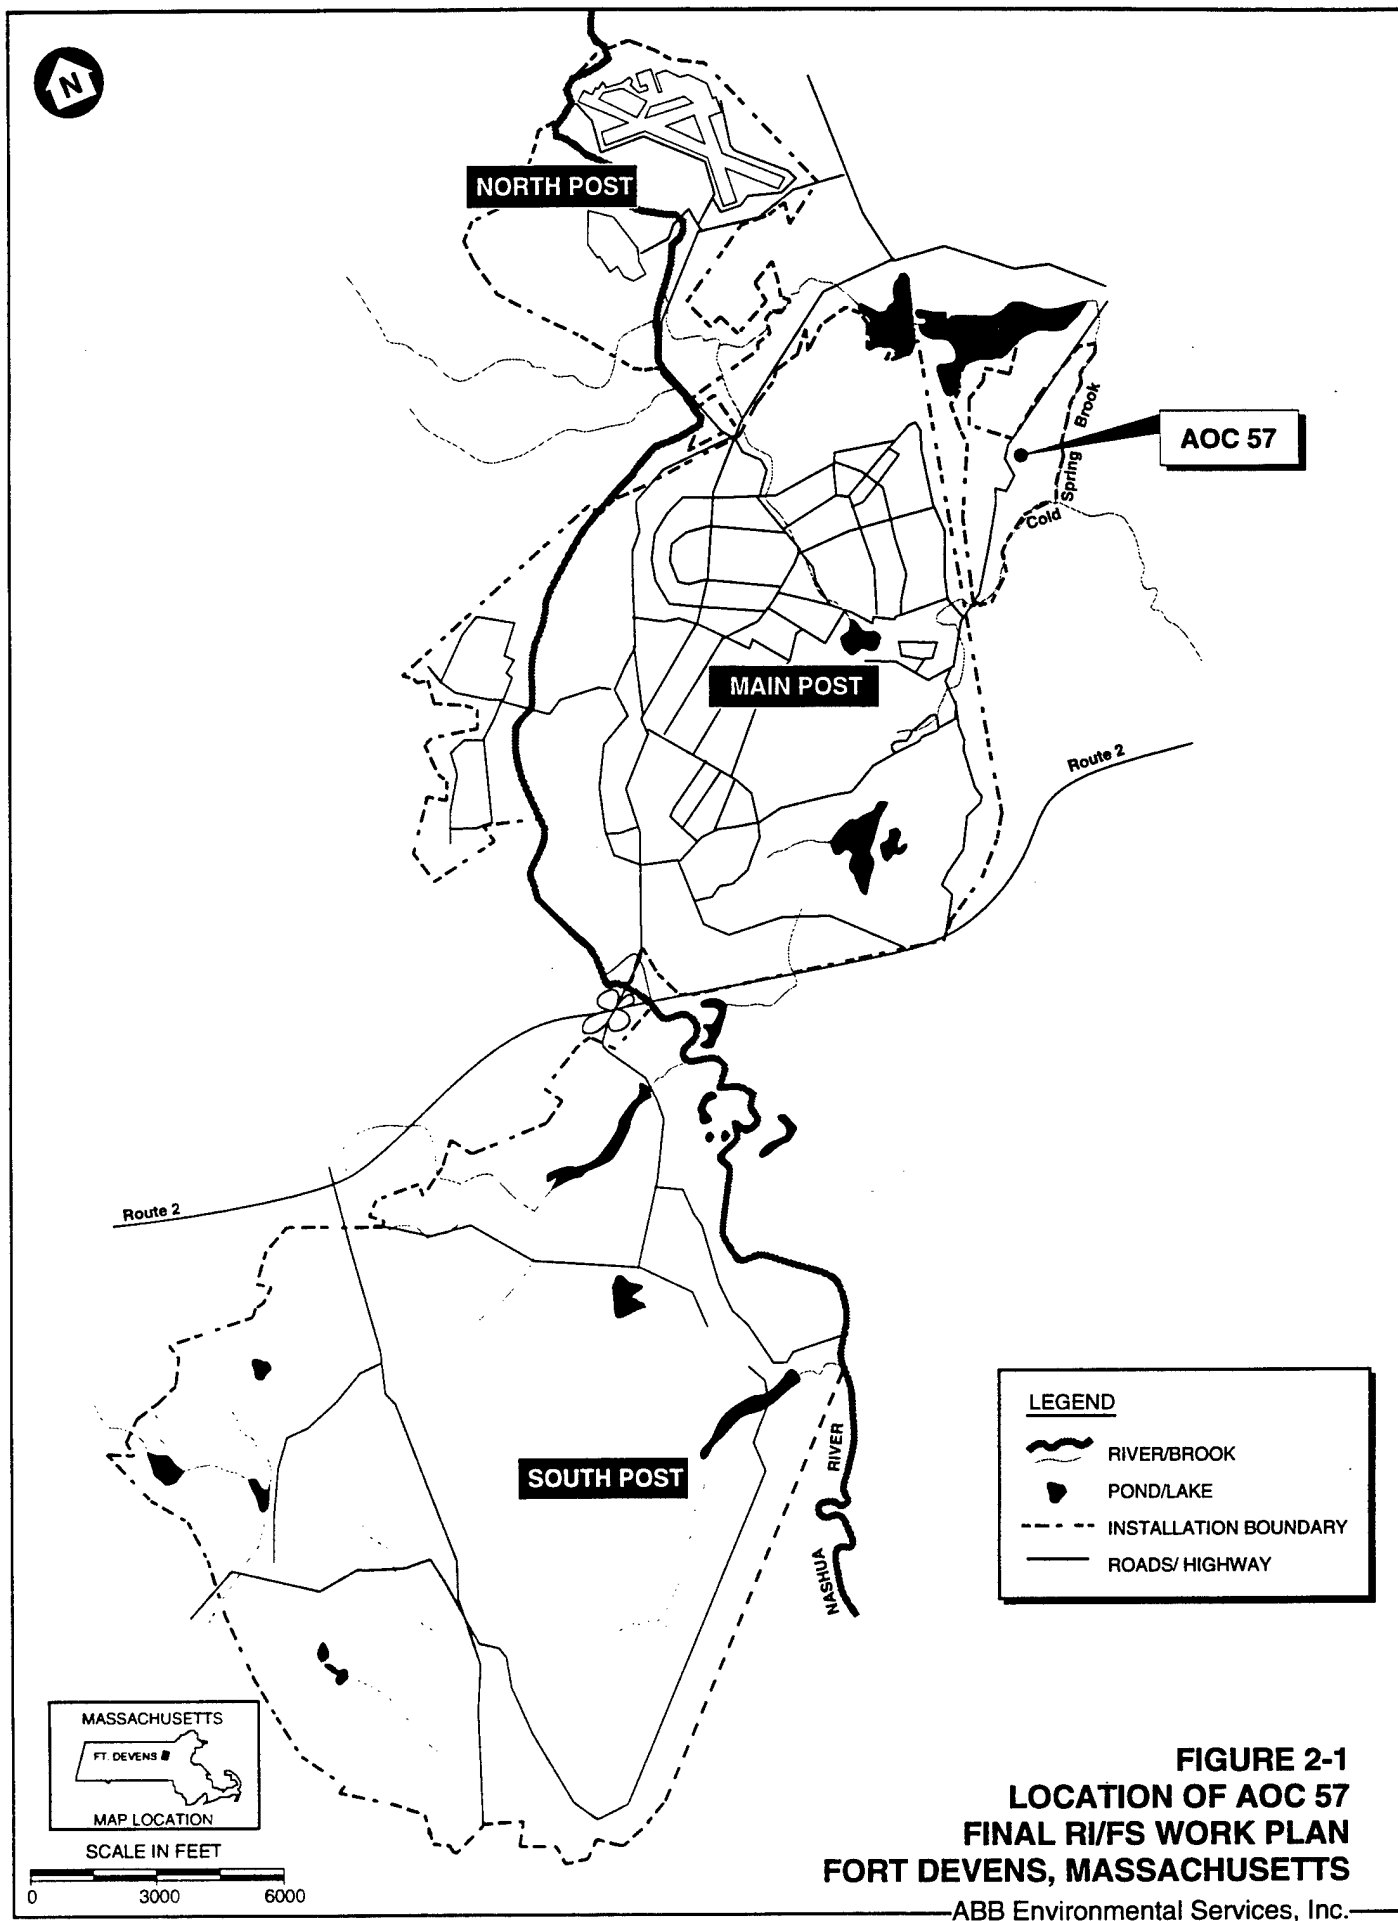 N
NORTH POST
AOC 57
Cold Spring Brook
MAIN POST
Route 2
Route 2
SOUTH POST
NASHUA RIVER
LEGEND
RIVER/BROOK
POND/LAKE
INSTALLATION BOUNDARY
ROADS/ HIGHWAY
MASSACHUSETTS
FT. DEVENS
MAP LOCATION
SCALE IN FEET
0 3000 6000
FIGURE 2-1
LOCATION OF AOC 57
FINAL RI/FS WORK PLAN
FORT DEVENS, MASSACHUSETTS
ABB Environmental Services, Inc.